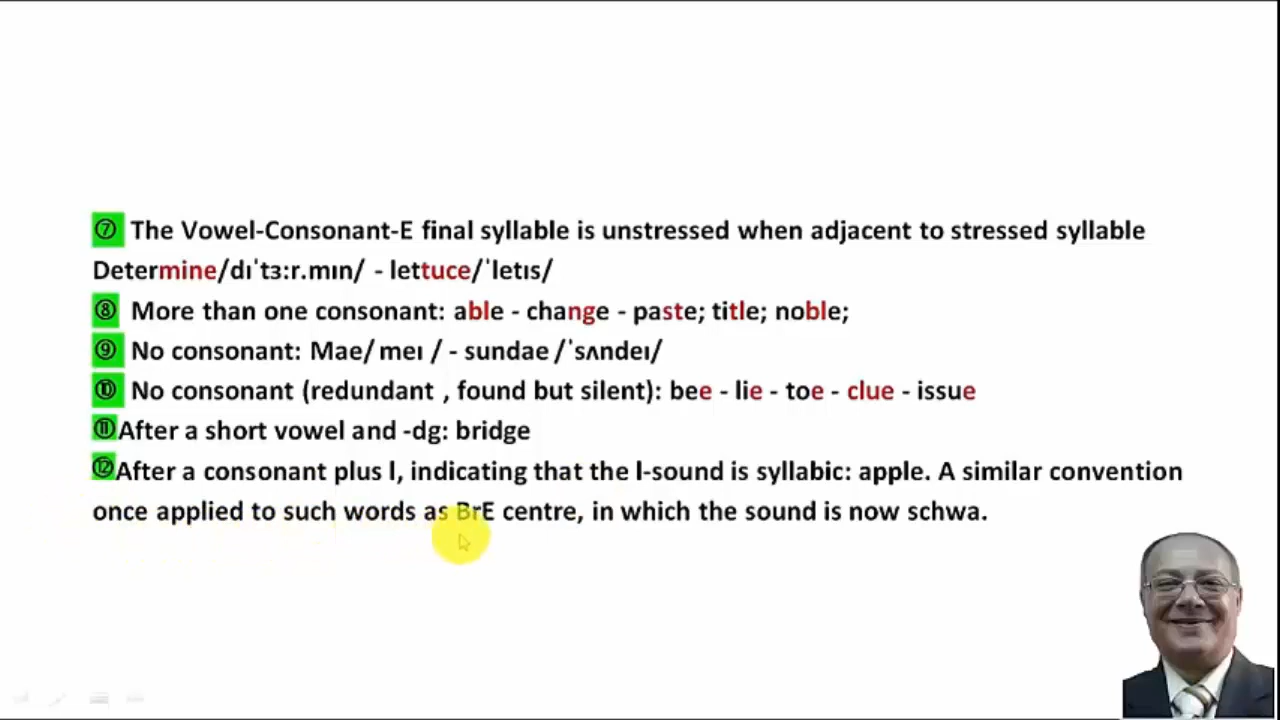 ⑦ The Vowel-Consonant-E final syllable is unstressed when adjacent to stressed syllable
Determine/dɪˈtɜːr.mɪn/ - lettuce/ˈletɪs/
⑧ More than one consonant: able - change - paste; title; noble;
⑨ No consonant: Mae/ meɪ / - sundae /ˈsʌndeɪ/
⑩ No consonant (redundant , found but silent): bee - lie - toe - clue - issue
⑪After a short vowel and -dg: bridge
⑫After a consonant plus l, indicating that the l-sound is syllabic: apple. A similar convention
once applied to such words as BrE centre, in which the sound is now schwa.